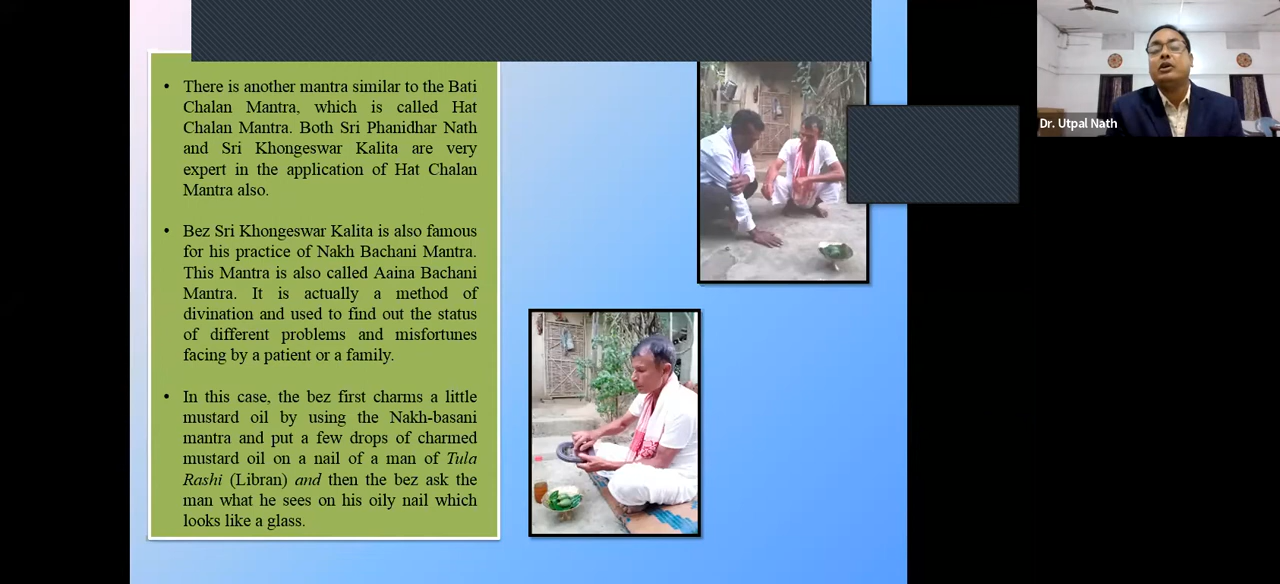 • There is another mantra similar to the Bati
Chalan Mantra, which is called Hat
Chalan Mantra. Both Sri Phanidhar Nath
and Sri Khongeswar Kalita are very
expert in the application of Hat Chalan
Mantra also.
• Bez Sri Khongeswar Kalita is also famous
for his practice of Nakh Bachani Mantra.
This Mantra is also called Aaina Bachani
Mantra. It is actually a method of
divination and used to find out the status
of different problems and misfortunes
facing by a patient or a family.
• In this case, the bez first charms a little
mustard oil by using the Nakh-basani
mantra and put a few drops of charmed
mustard oil on a nail of a man of Tula
Rashi (Libran) and then the bez ask the
man what he sees on his oily nail which
looks like a glass.
Dr. Utpal Nath